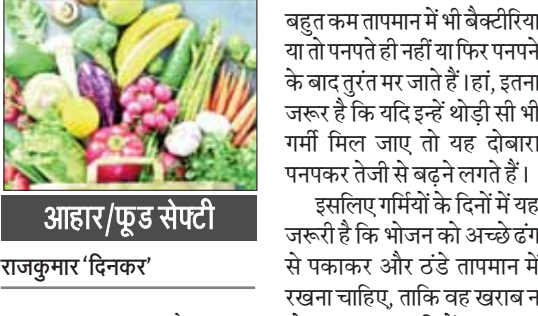 आहार/फूड सेफ्टी
राजकुमार ‘दिनकर’
बहुत कम तापमान में भी बैक्टीरिया
या तो पनपते ही नहीं या फिर पनपने
के बाद तुरंत मर जाते हैं। हां, इतना
जरूर है कि यदि इन्हें थोड़ी सी भी
गर्मी मिल जाए तो यह दोबारा
पनपकर तेजी से बढ़ने लगते हैं।
इसलिए गर्मियों के दिनों में यह
जरूरी है कि भोजन को अच्छे ढंग
से पकाकर और ठंडे तापमान में
रखना चाहिए, ताकि वह खराब न